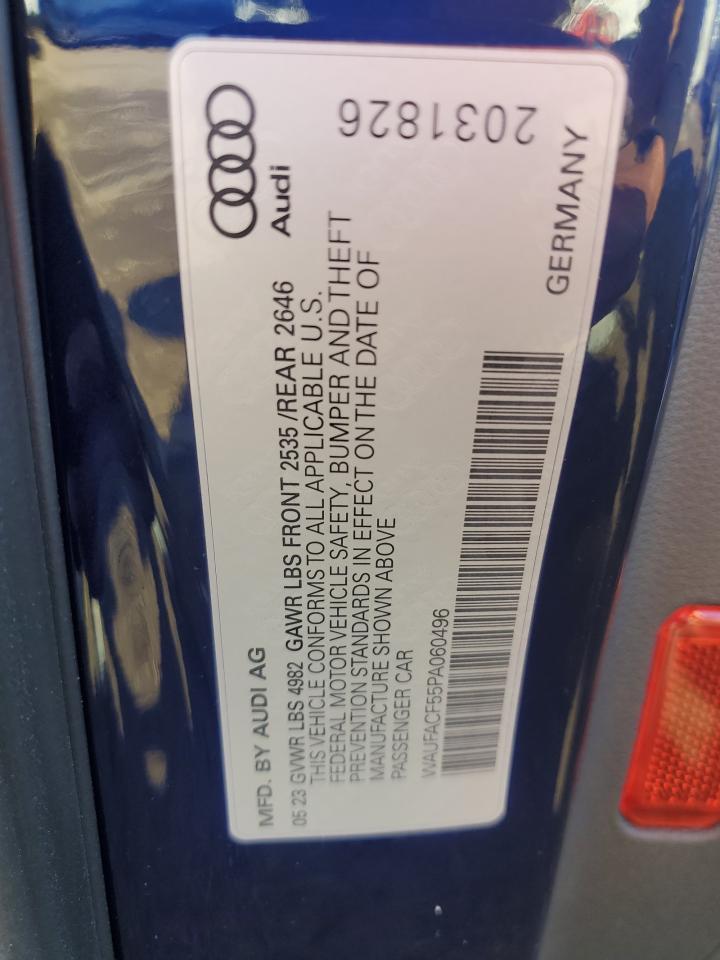 MFD. BY AUDI AG
05 23 GVWR LBS 4982 GAWR LBS FRONT 2535 /REAR 2646
THIS VEHICLE CONFORMS TO ALL APPLICABLE U.S.
FEDERAL MOTOR VEHICLE SAFETY, BUMPER AND THEFT
PREVENTION STANDARDS IN EFFECT ON THE DATE OF
MANUFACTURE SHOWN ABOVE
PASSENGER CAR
WAUFACF55PA060496
Audi
GERMANY
2031826